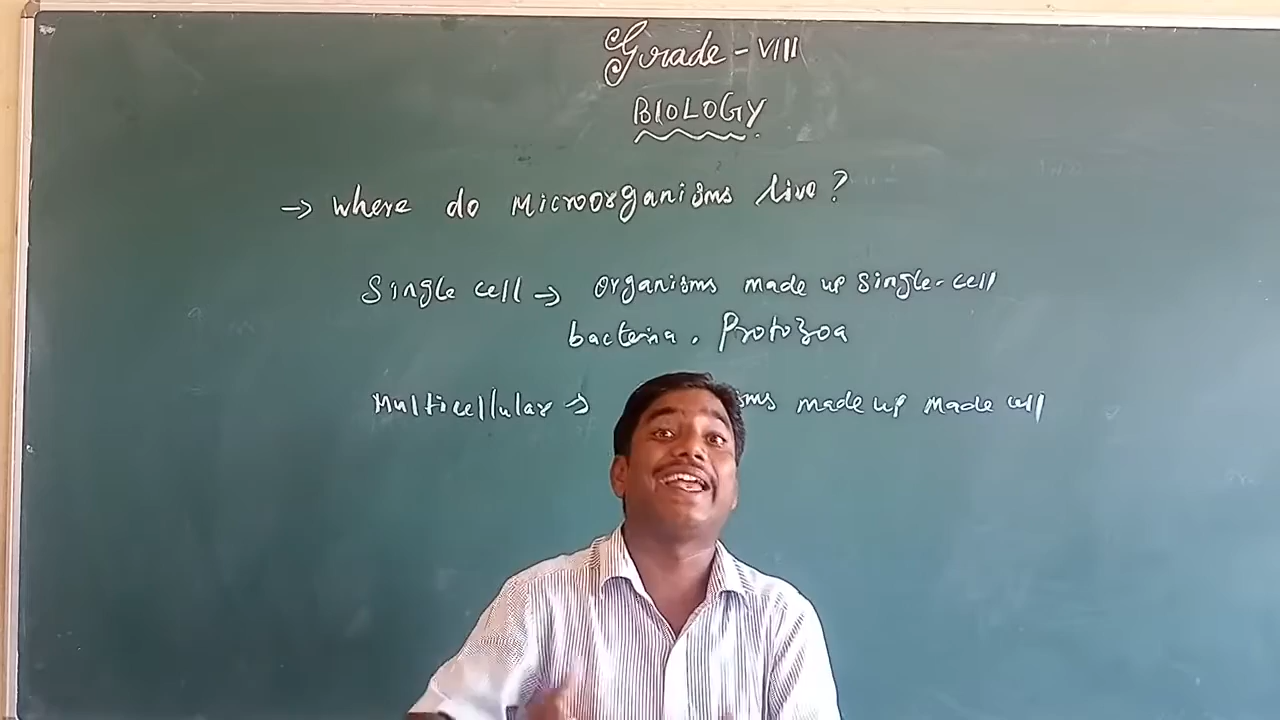 Grade - VIII
BIOLOGY
→ Where do Microorganisms live?
Single cell → Organisms made up Single-cell
bacteria, Protozoa
Multicellular → isms made up made cell